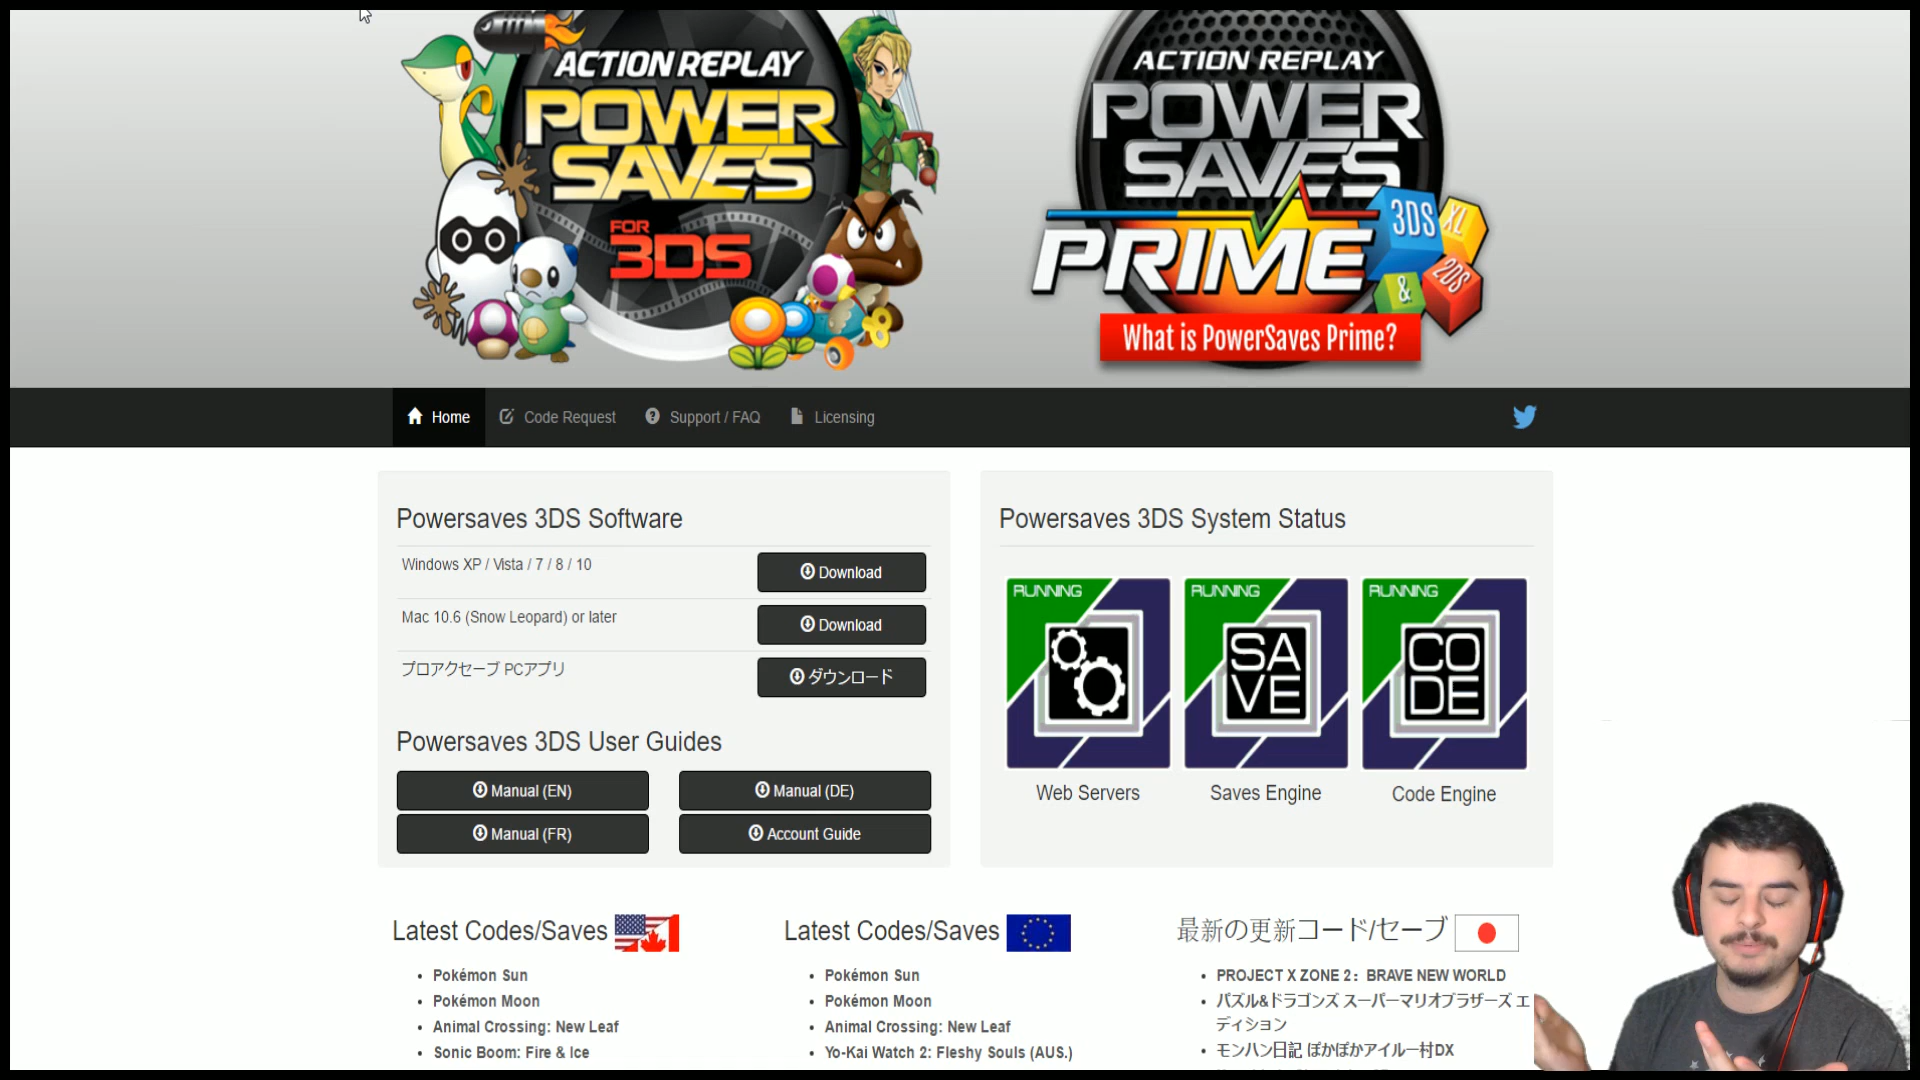 ACTION REPLAY
POWER
SAVES
FOR
3DS
ACTION REPLAY
POWER
SAVES
PRIME
3DS
XL
&
2DS
What is PowerSaves Prime?
Home
Code Request
Support / FAQ
Licensing
Powersaves 3DS Software
Windows XP / Vista / 7 / 8 / 10
Download
Mac 10.6 (Snow Leopard) or later
Download
プロアクセーブ PCアプリ
ダウンロード
Powersaves 3DS User Guides
Manual (EN)
Manual (DE)
Manual (FR)
Account Guide
Powersaves 3DS System Status
RUNNING
RUNNING
SA
VE
RUNNING
CO
DE
Web Servers
Saves Engine
Code Engine
Latest Codes/Saves
Pokémon Sun
Pokémon Moon
Animal Crossing: New Leaf
Sonic Boom: Fire & Ice
Latest Codes/Saves
Pokémon Sun
Pokémon Moon
Animal Crossing: New Leaf
Yo-Kai Watch 2: Fleshy Souls (AUS.)
最新の更新コード/セーブ
PROJECT X ZONE 2：BRAVE NEW WORLD
パズル&ドラゴンズ スーパーマリオブラザーズ エ
ディション
モンハン日記 ぽかぽかアイルー村DX